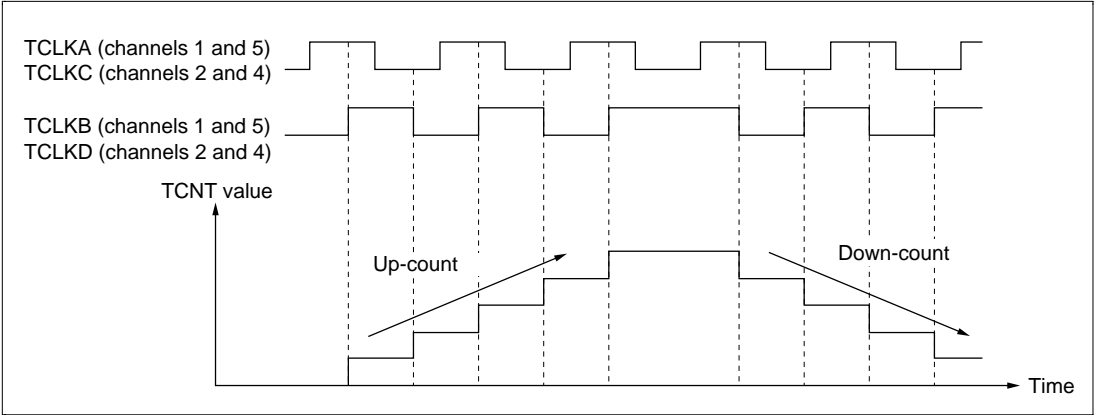 TCLKA (channels 1 and 5)
TCLKC (channels 2 and 4)
TCLKB (channels 1 and 5)
TCLKD (channels 2 and 4)
TCNT value
Up-count
Down-count
Time